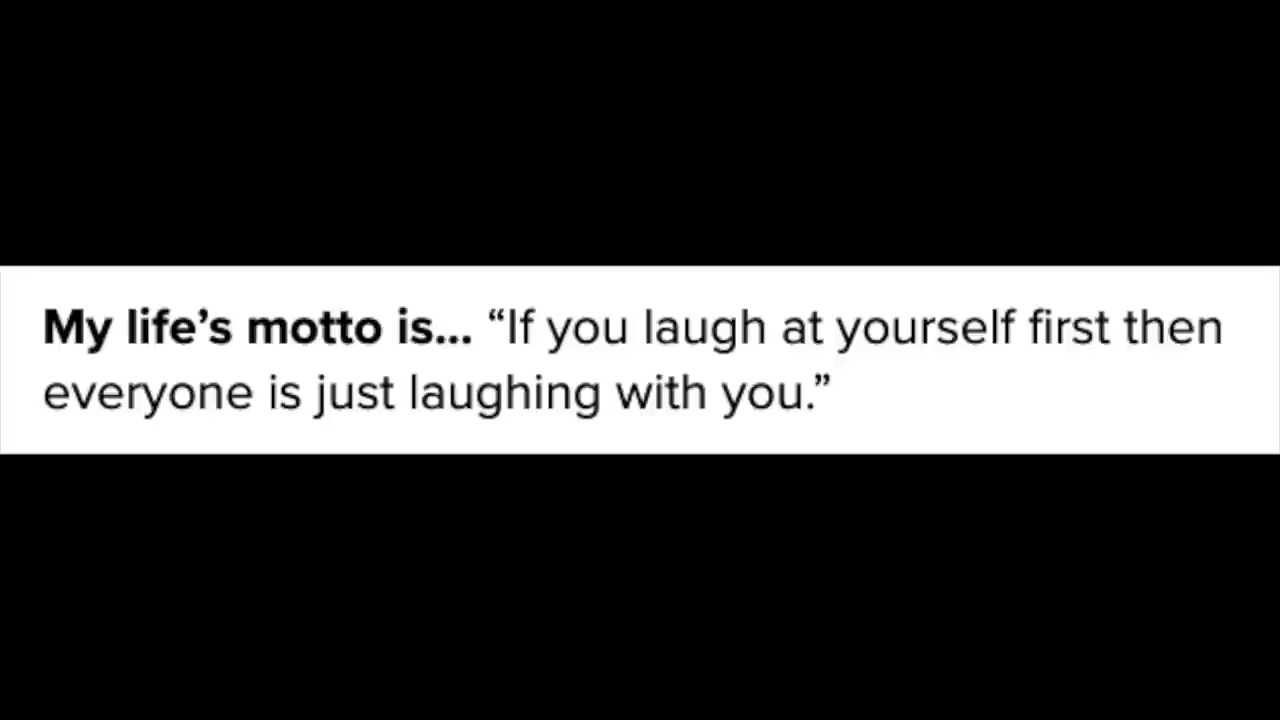 My life’s motto is... “If you laugh at yourself first then
everyone is just laughing with you.”